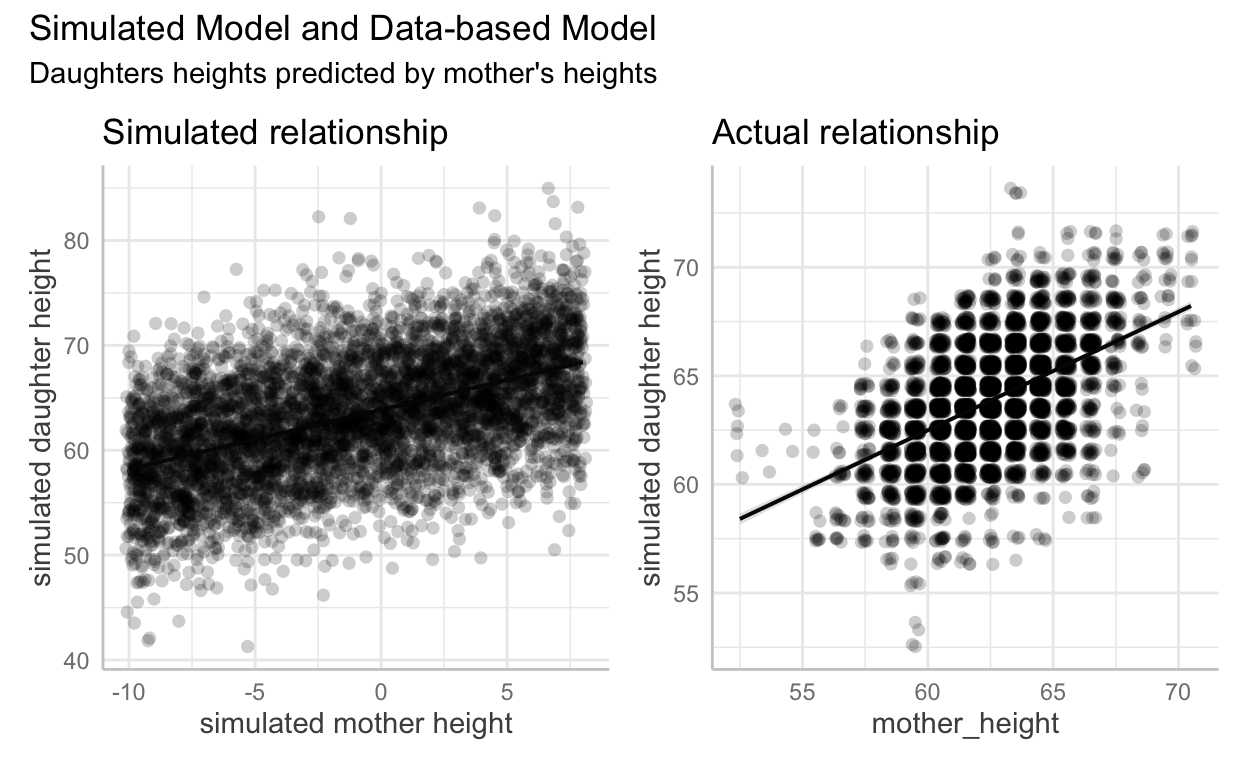 Simulated Model and Data-based Model
Daughters heights predicted by mother's heights
Simulated relationship
simulated daughter height
80
70
60
50
40
-10 -5 0 5
simulated mother height
Actual relationship
simulated daughter height
70
65
60
55
55 60 65 70
mother_height